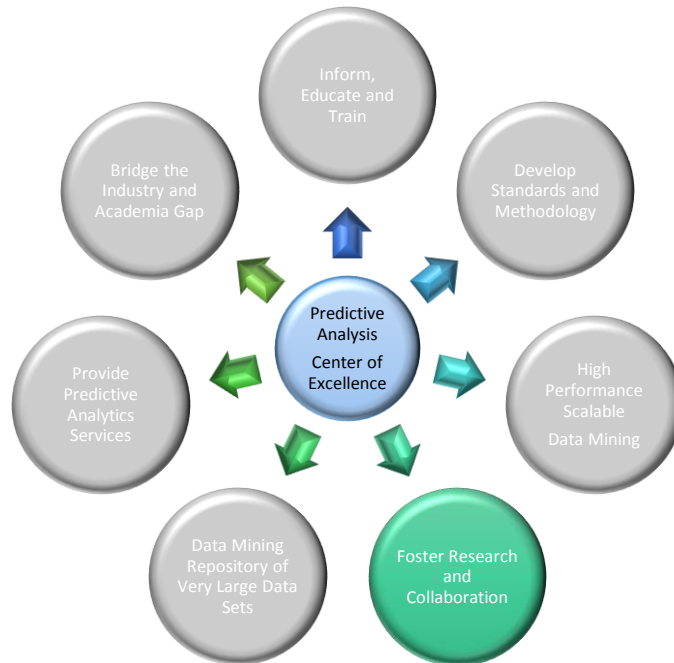 Inform,
Educate and
Train
Develop
Standards and
Methodology
High
Performance
Scalable
Data Mining
Foster Research
and
Collaboration
Data Mining
Repository of
Very Large Data
Sets
Provide
Predictive
Analytics
Services
Bridge the
Industry and
Academia Gap
Predictive
Analysis
Center of
Excellence